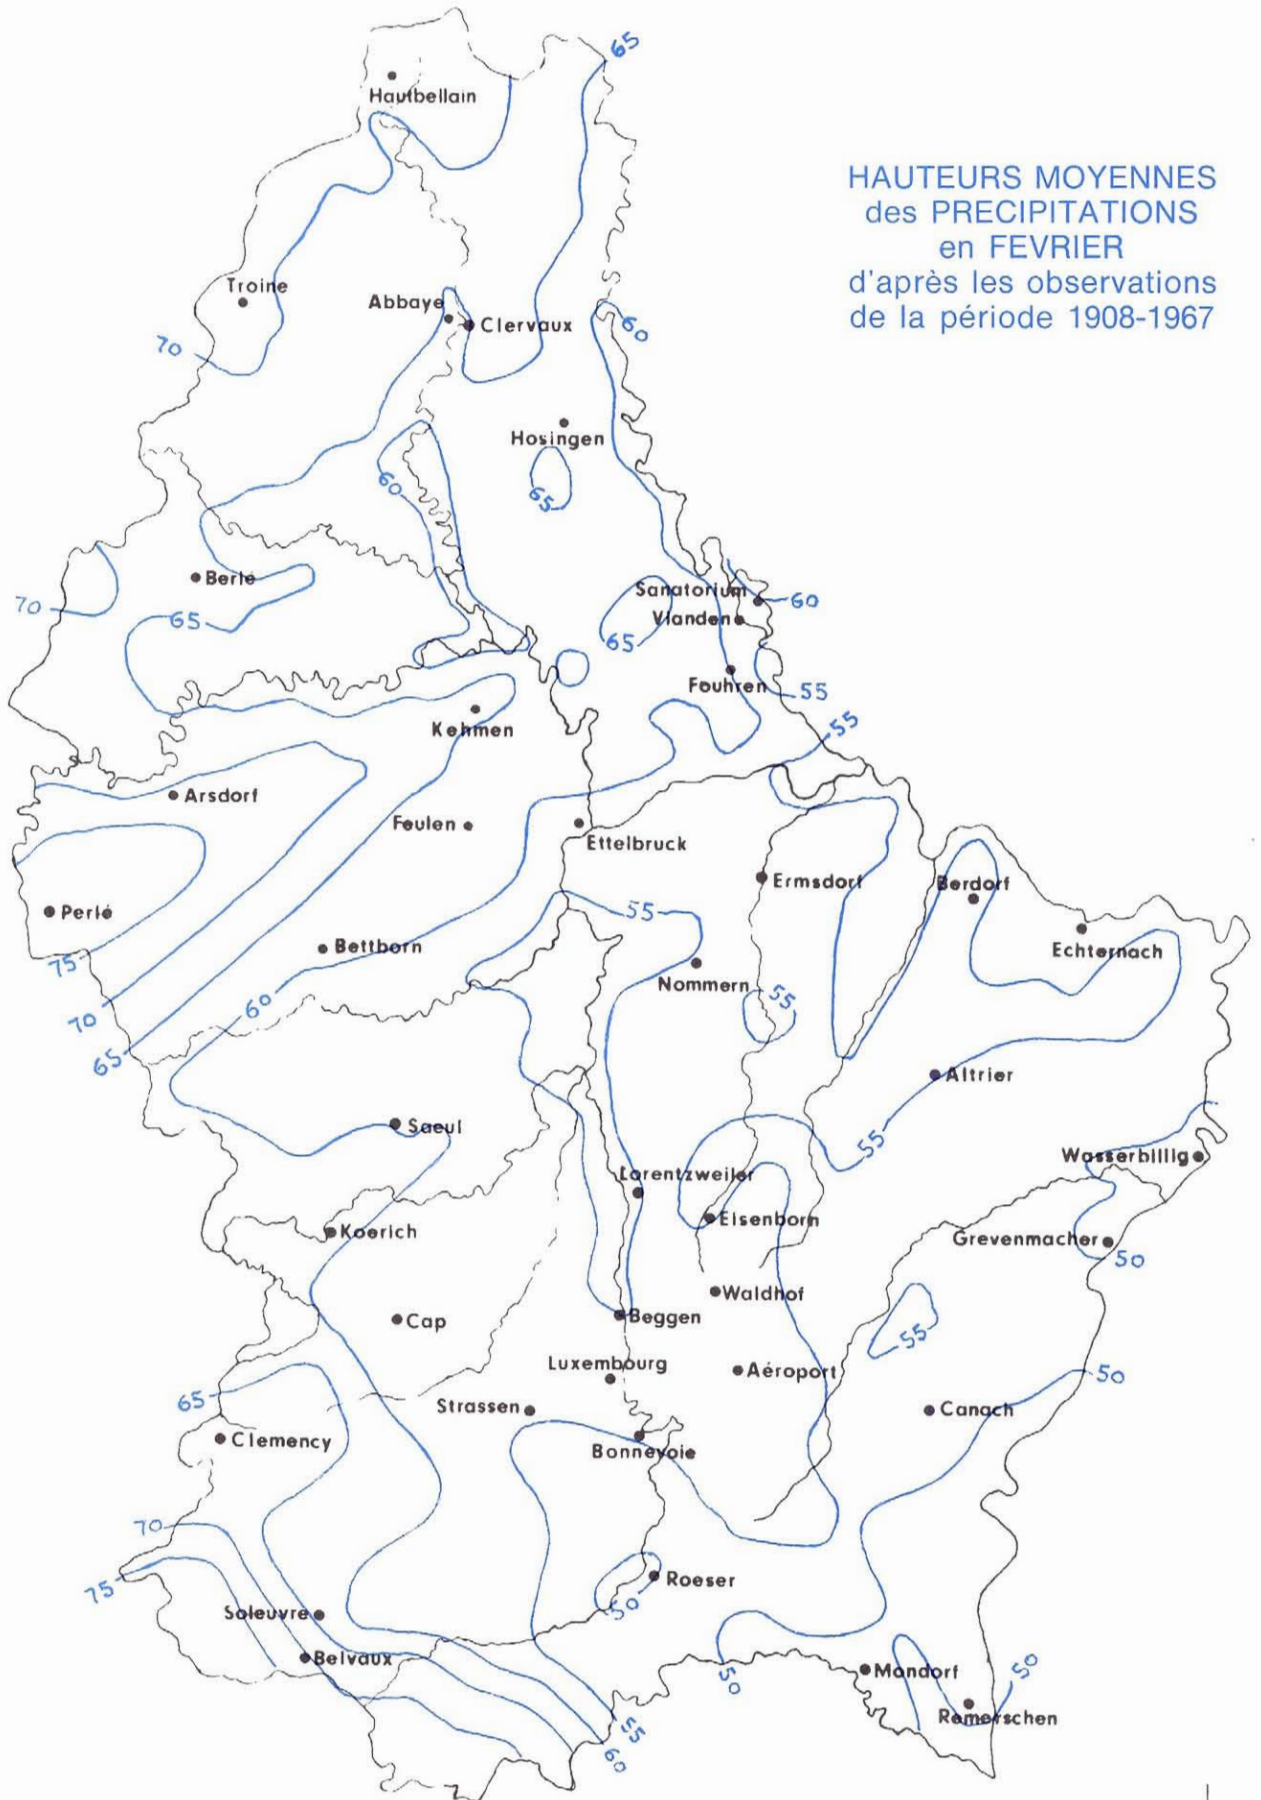 65
Hautbellain
HAUTEURS MOYENNES
des PRECIPITATIONS
en FEVRIER
d'après les observations
de la période 1908-1967
Troine
Abbaye
Clervaux
60
70
Hosingen
60
65
Berlé
Sanatorium
60
70
65
Vianden
65
Fouhren
55
Kehmen
55
Arsdorf
Feulen
Ettelbruck
Ermsdorf
Berdorf
Perlé
55
Bettborn
Echternach
75
Nommern
60
55
70
65
Altrier
Saeul
55
Wasserbillig
Lorentzweiler
Eisenborn
Koerich
Grevenmacher
50
Waldhof
Cap
Beggen
55
Luxembourg
Aéroport
50
65
Strassen
Canach
Clemency
Bonnevoie
70
75
Roeser
50
Soleuvre
Belvaux
Mondorf
50
50
Remerschen
55
60